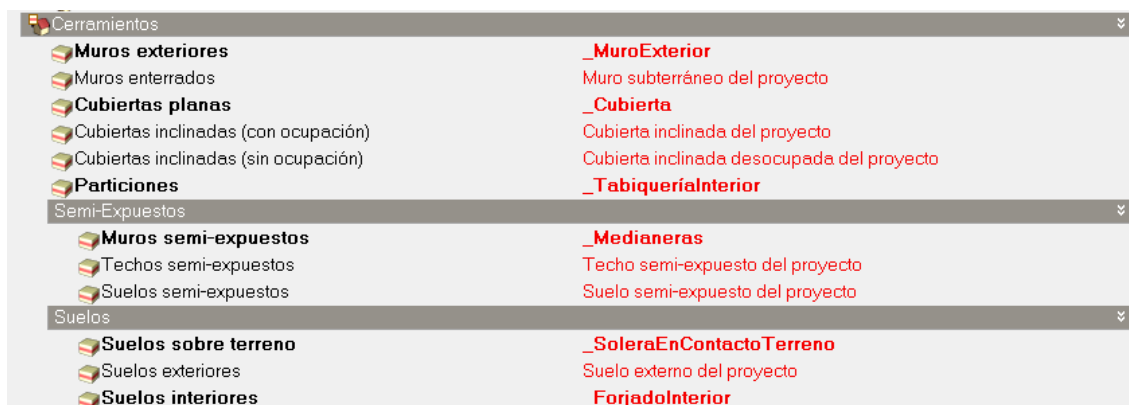 Cerramientos
Muros exteriores _MuroExterior
Muros enterrados Muro subterráneo del proyecto
Cubiertas planas _Cubierta
Cubiertas inclinadas (con ocupación) Cubierta inclinada del proyecto
Cubiertas inclinadas (sin ocupación) Cubierta inclinada desocupada del proyecto
Particiones _TabiqueríaInterior
Semi-Expuestos
Muros semi-expuestos _Medianeras
Techos semi-expuestos Techo semi-expuesto del proyecto
Suelos semi-expuestos Suelo semi-expuesto del proyecto
Suelos
Suelos sobre terreno _SoleraEnContactoTerreno
Suelos exteriores Suelo externo del proyecto
Suelos interiores _ForjadoInterior